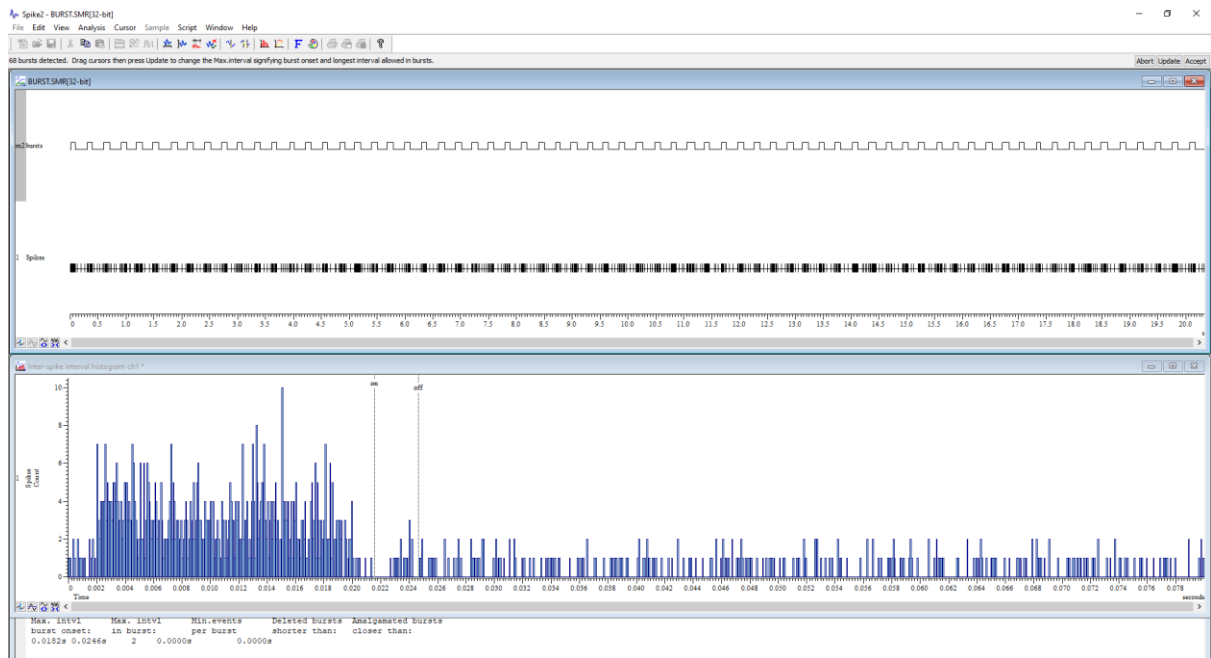 Spike2 - BURST.SMR[32-bit]
File Edit View Analysis Cursor Sample Script Window Help
68 bursts detected. Drag cursors then press Update to change the Max.interval signifying burst onset and longest interval allowed in bursts.
Abort Update Accept
BURST.SMR[32-bit]
m2 bursts
1 Spikes
0 0.5 1.0 1.5 2.0 2.5 3.0 3.5 4.0 4.5 5.0 5.5 6.0 6.5 7.0 7.5 8.0 8.5 9.0 9.5 10.0 10.5 11.0 11.5 12.0 12.5 13.0 13.5 14.0 14.5 15.0 15.5 16.0 16.5 17.0 17.5 18.0 18.5 19.0 19.5 20.0
s
Inter-spike interval histogram ch1 *
on off
10
8
6
4
2
0
1 Spikes
Count
0 0.002 0.004 0.006 0.008 0.010 0.012 0.014 0.016 0.018 0.020 0.022 0.024 0.026 0.028 0.030 0.032 0.034 0.036 0.038 0.040 0.042 0.044 0.046 0.048 0.050 0.052 0.054 0.056 0.058 0.060 0.062 0.064 0.066 0.068 0.070 0.072 0.074 0.076 0.078
Time seconds
Max. intvl Max. intvl Min.events Deleted bursts Amalgamated bursts
burst onset: in burst: per burst shorter than: closer than:
0.0182s 0.0246s 2 0.0000s 0.0000s